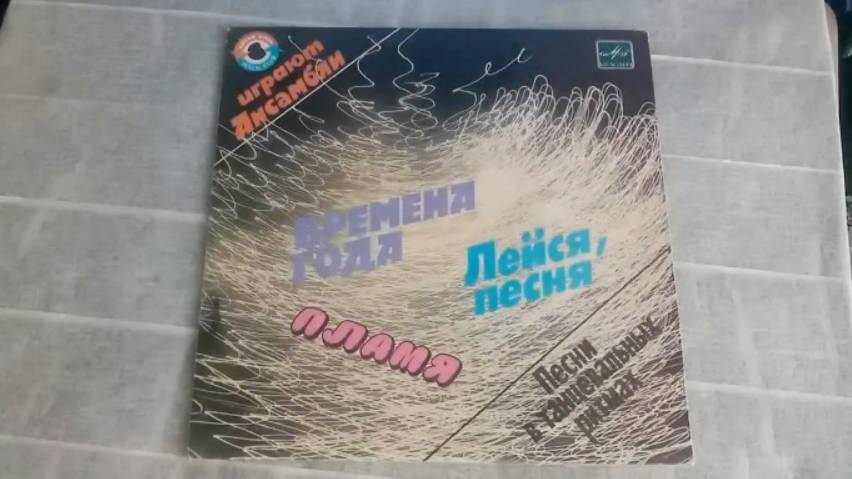 играют
Ансамбли
ВРЕМЕНА
ГОДА
Лейся,
песня
ПЛАМЯ
Песни
в танцевальных
ритмах